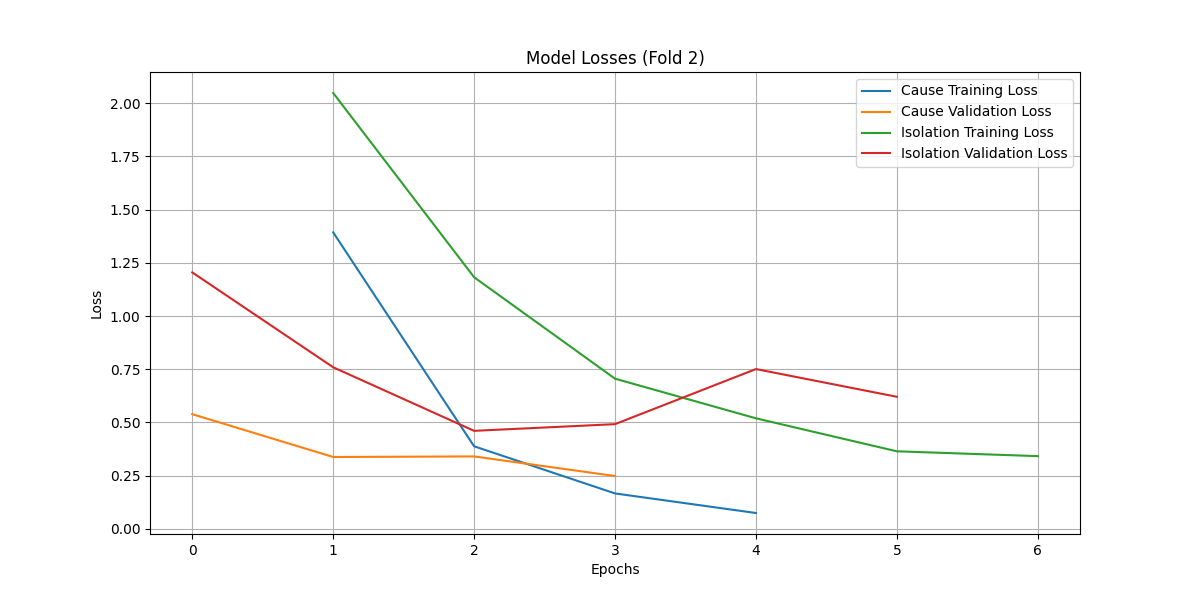 Model Losses (Fold 2)
Cause Training Loss
Cause Validation Loss
Isolation Training Loss
Isolation Validation Loss
Loss
2.00
1.75
1.50
1.25
1.00
0.75
0.50
0.25
0.00
0 1 2 3 4 5 6
Epochs